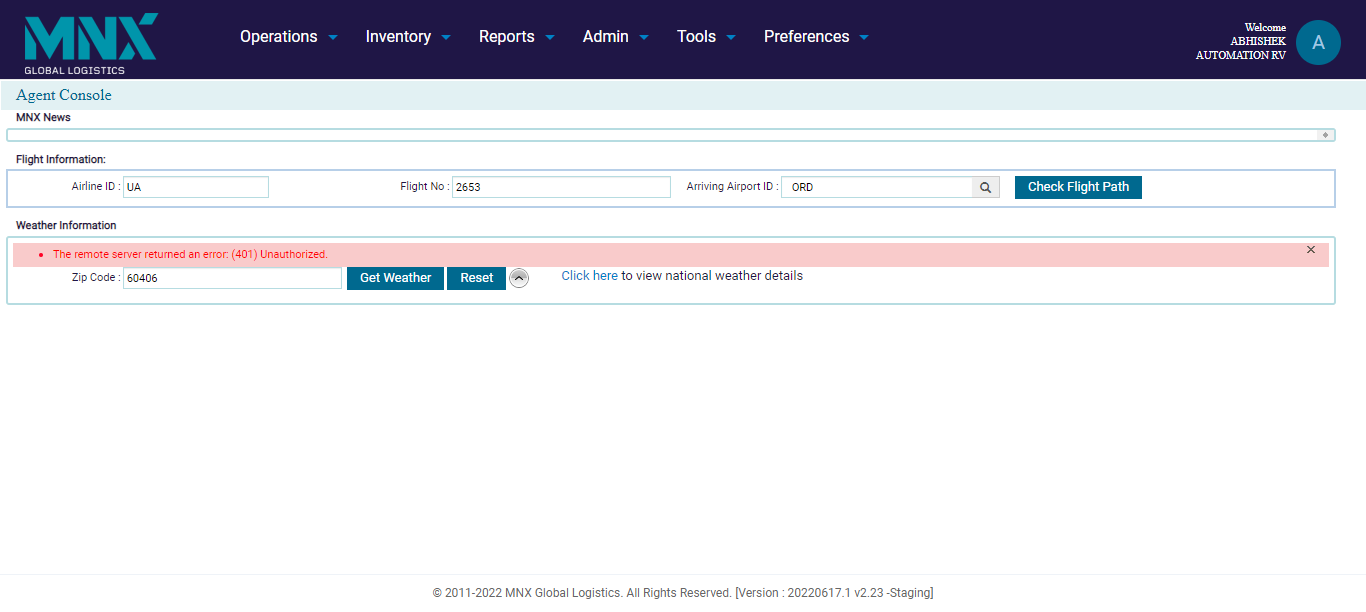 MNX
GLOBAL LOGISTICS
Operations Inventory Reports Admin Tools Preferences
Welcome
ABHISHEK
AUTOMATION RV
A
Agent Console
MNX News
Flight Information:
Airline ID : UA Flight No : 2653 Arriving Airport ID : ORD Check Flight Path
Weather Information
• The remote server returned an error: (401) Unauthorized. ×
Zip Code : 60406 Get Weather Reset Click here to view national weather details
© 2011-2022 MNX Global Logistics. All Rights Reserved. [Version : 20220617.1 v2.23 -Staging]